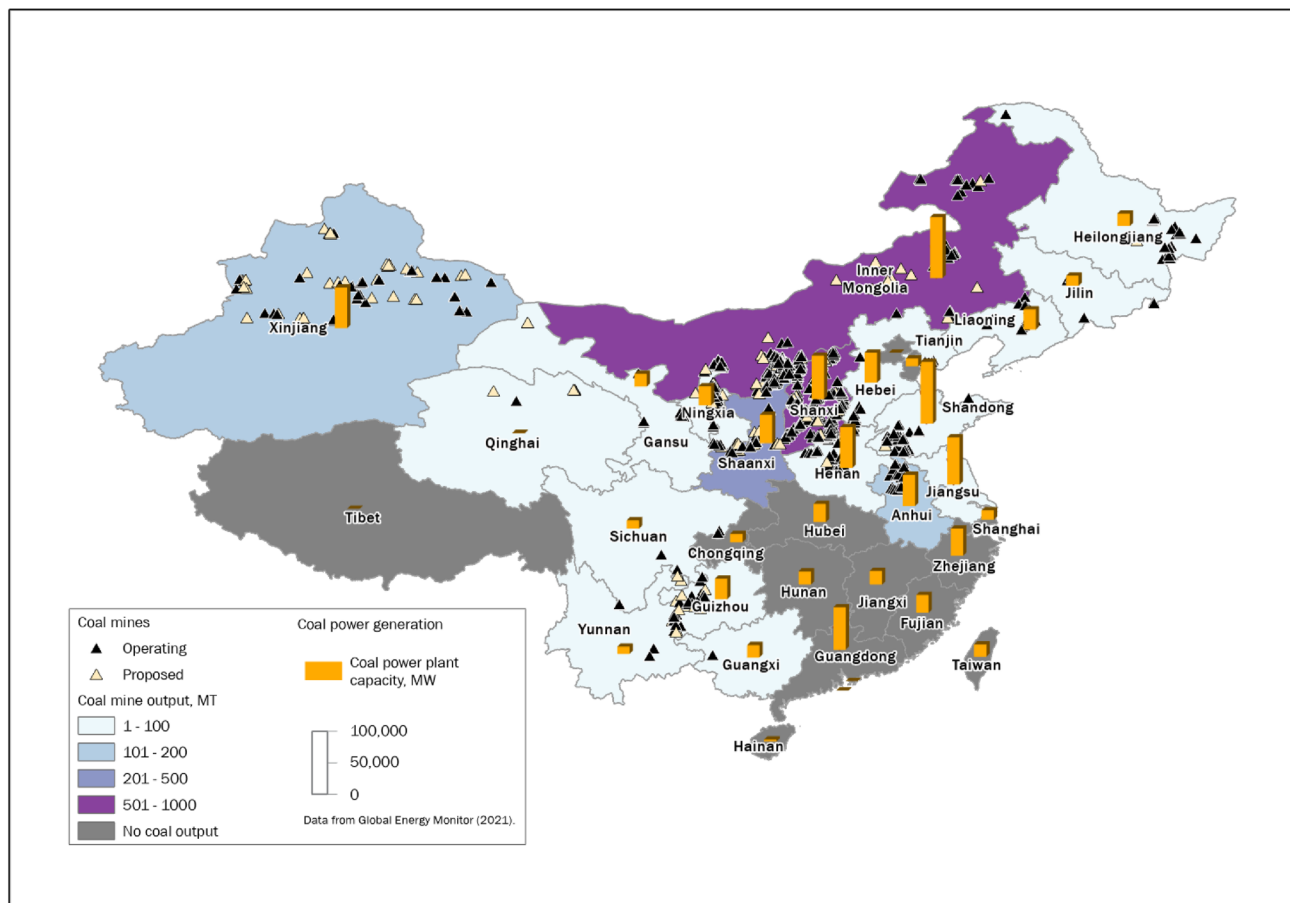 Heilongjiang
Inner
Mongolia
Jilin
Liaoning
Xinjiang
Tianjin
Hebei
Shandong
Ningxia
Shanxi
Qinghai
Gansu
Shaanxi
Henan
Jiangsu
Anhui
Tibet
Shanghai
Sichuan
Hubei
Chongqing
Zhejiang
Hunan
Jiangxi
Guizhou
Fujian
Yunnan
Guangxi
Guangdong
Taiwan
Hainan
Coal mines
Operating
Proposed
Coal mine output, MT
1 - 100
101 - 200
201 - 500
501 - 1000
No coal output
Coal power generation
Coal power plant
capacity, MW
100,000
50,000
0
Data from Global Energy Monitor (2021).